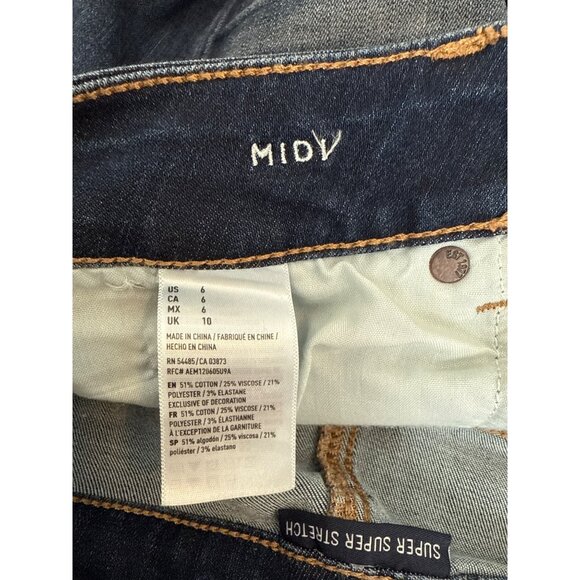 MIDI
EST 1977
US 6
CA 6
MX 6
UK 10
MADE IN CHINA / FABRIQUÉ EN CHINE /
HECHO EN CHINA
RN 54485 / CA 03873
RFC# AEM120605U9A
EN 51% COTTON / 25% VISCOSE / 21%
POLYESTER / 3% ELASTANE
EXCLUSIVE OF DECORATION
FR 51% COTON / 25% VISCOSE / 21%
POLYESTER / 3% ÉLASTHANNE
À L'EXCEPTION DE LA GARNITURE
SP 51% algodón / 25% viscosa / 21%
poliéster / 3% elastano
SUPER SUPER STRETCH